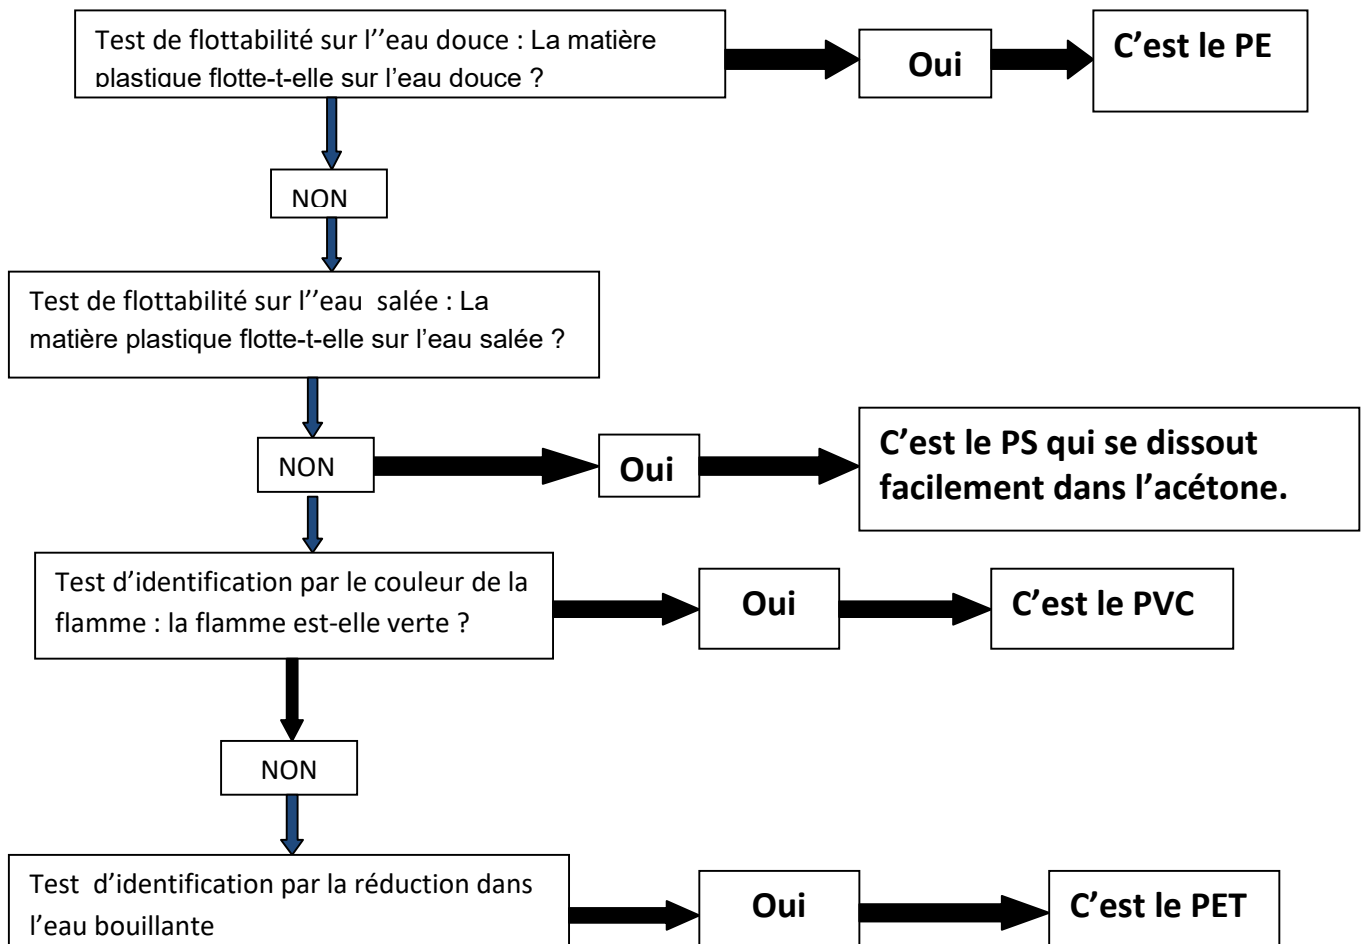 Test de flottabilité sur l’’eau douce : La matière
plastique flotte-t-elle sur l’eau douce ?
Oui
C’est le PE
NON
Test de flottabilité sur l’’eau  salée : La
matière plastique flotte-t-elle sur l’eau salée ?
NON
Oui
C’est le PS qui se dissout
facilement dans l’acétone.
Test d’identification par le couleur de la
flamme : la flamme est-elle verte ?
Oui
C’est le PVC
NON
Test  d’identification par la réduction dans
l’eau bouillante
Oui
C’est le PET